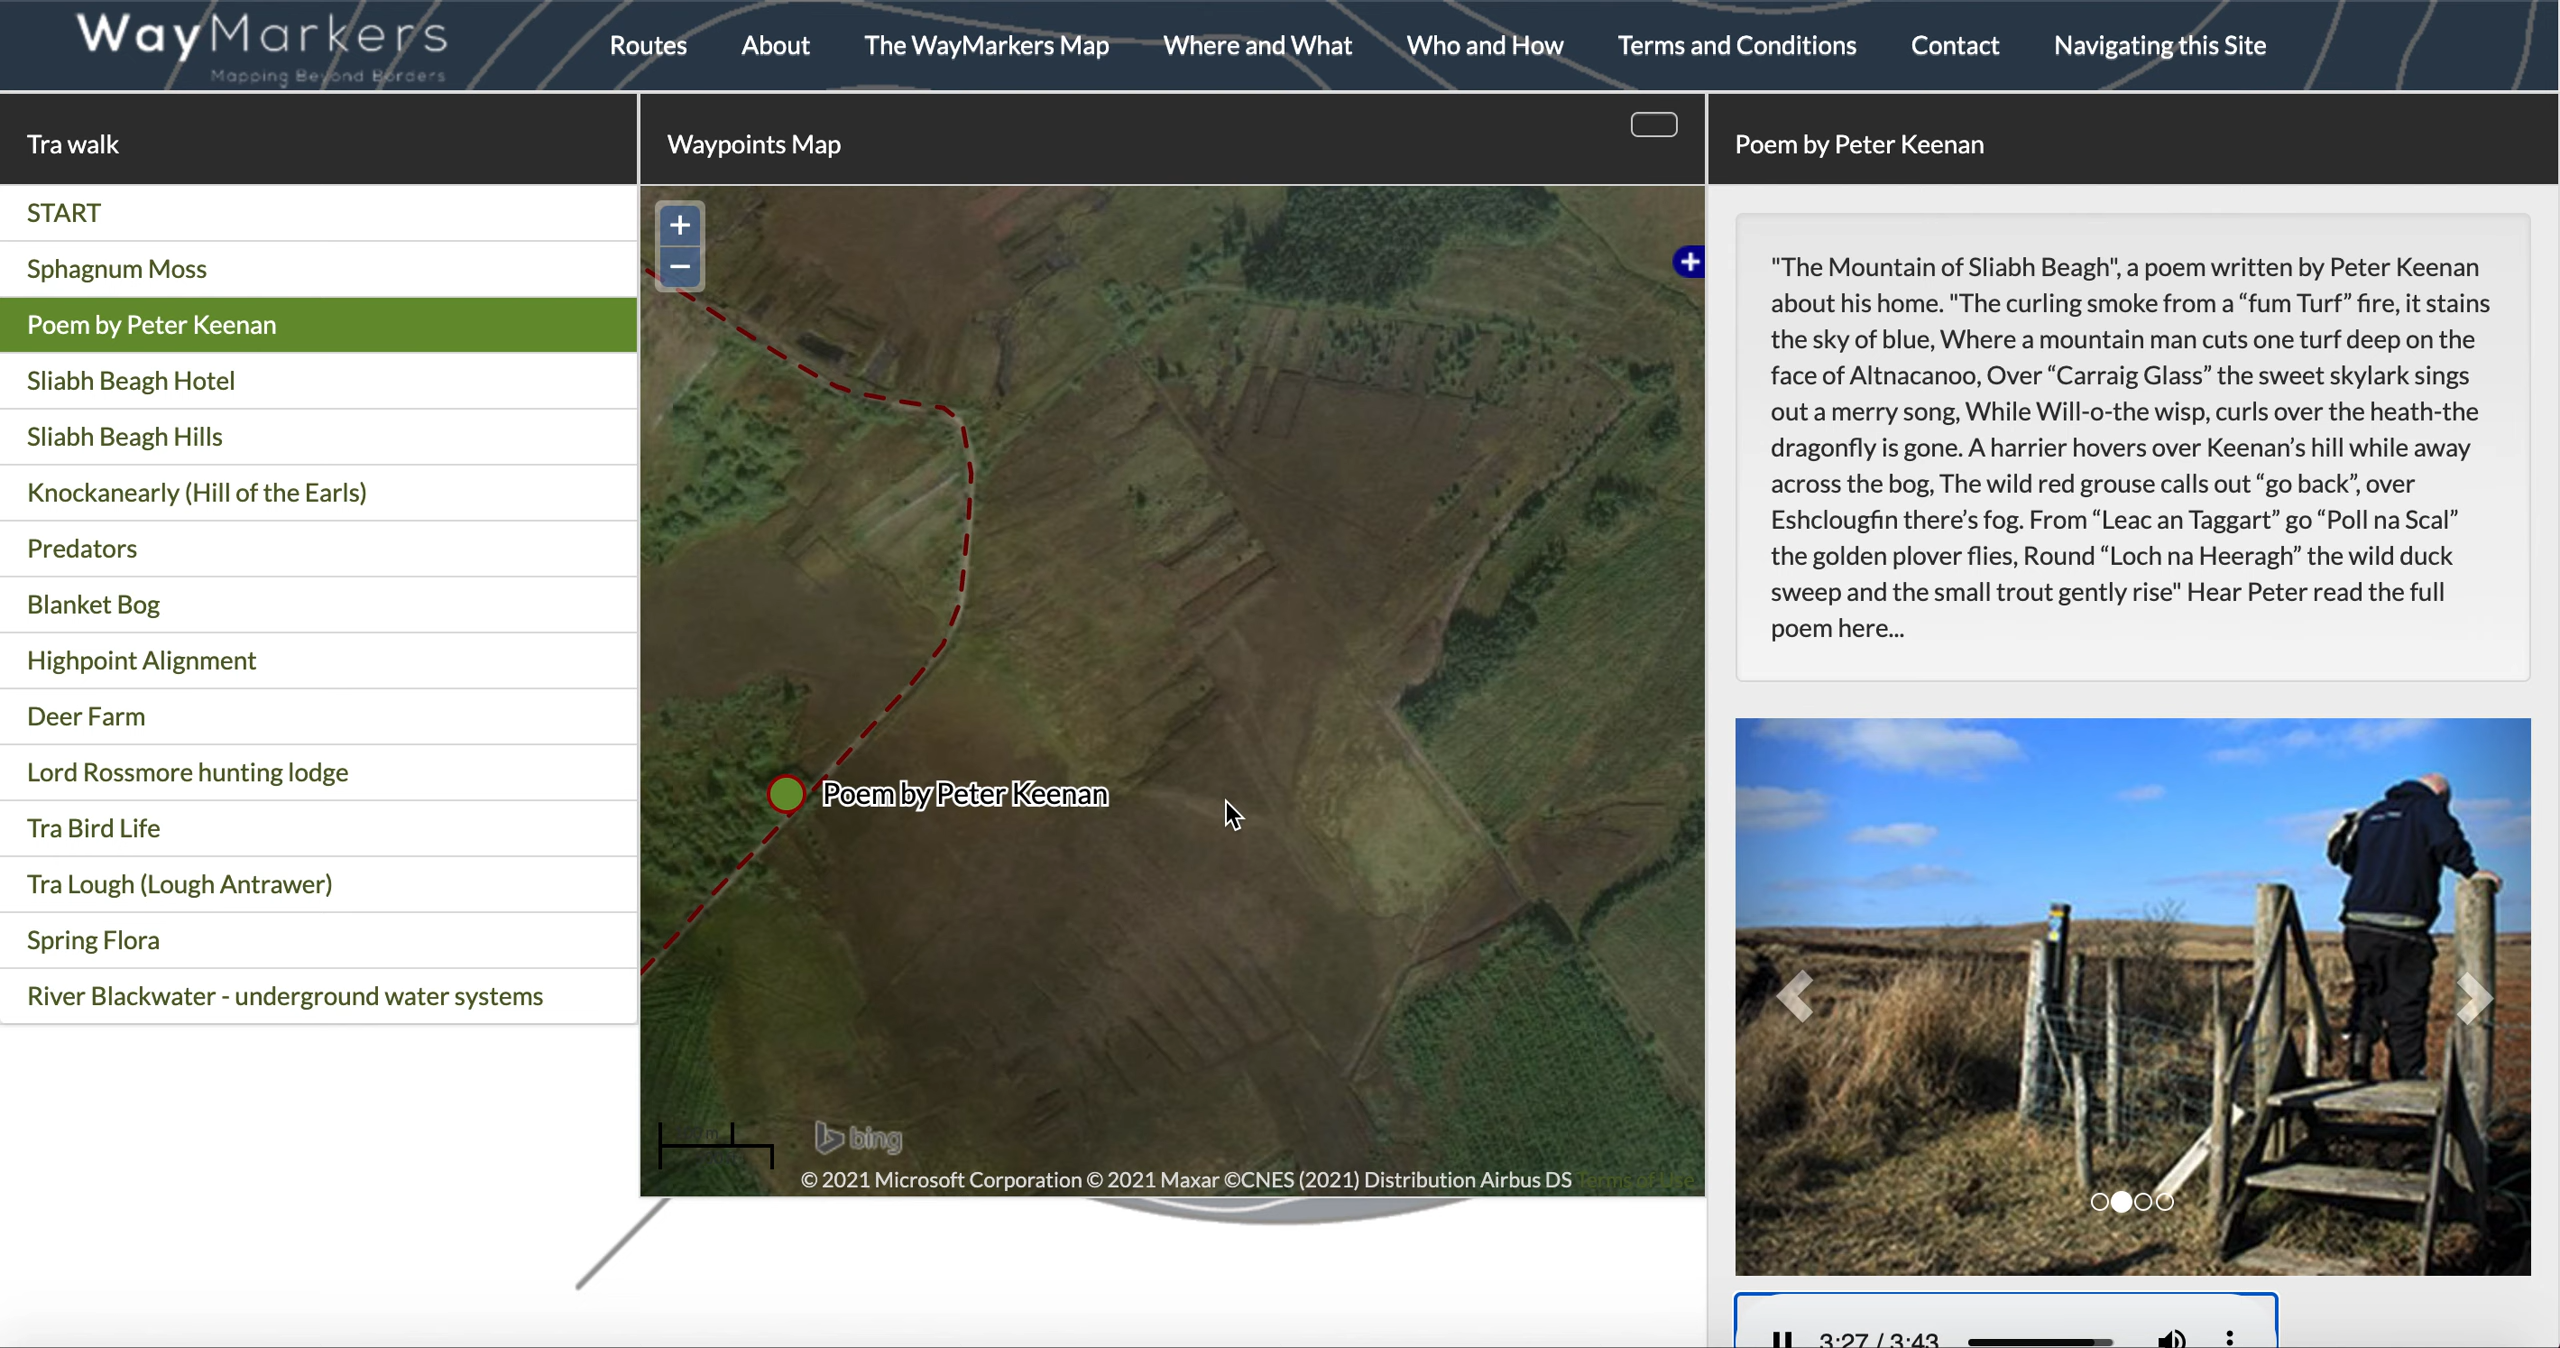 WayMarkers
Mapping Beyond Borders
Routes
About
The WayMarkers Map
Where and What
Who and How
Terms and Conditions
Contact
Navigating this Site
Tra walk
START
Sphagnum Moss
Poem by Peter Keenan
Sliabh Beagh Hotel
Sliabh Beagh Hills
Knockanearly (Hill of the Earls)
Predators
Blanket Bog
Highpoint Alignment
Deer Farm
Lord Rossmore hunting lodge
Tra Bird Life
Tra Lough (Lough Antrawer)
Spring Flora
River Blackwater - underground water systems
Waypoints Map
+
−
+
Poem by Peter Keenan
bing
© 2021 Microsoft Corporation © 2021 Maxar ©CNES (2021) Distribution Airbus DS Terms of Use
Poem by Peter Keenan
"The Mountain of Sliabh Beagh", a poem written by Peter Keenan
about his home. "The curling smoke from a “fum Turf” fire, it stains
the sky of blue, Where a mountain man cuts one turf deep on the
face of Altnacanoo, Over “Carraig Glass” the sweet skylark sings
out a merry song, While Will-o-the wisp, curls over the heath-the
dragonfly is gone. A harrier hovers over Keenan’s hill while away
across the bog, The wild red grouse calls out “go back”, over
Eshclougfin there’s fog. From “Leac an Taggart” go “Poll na Scal”
the golden plover flies, Round “Loch na Heeragh” the wild duck
sweep and the small trout gently rise" Hear Peter read the full
poem here...
3:27 / 3:43